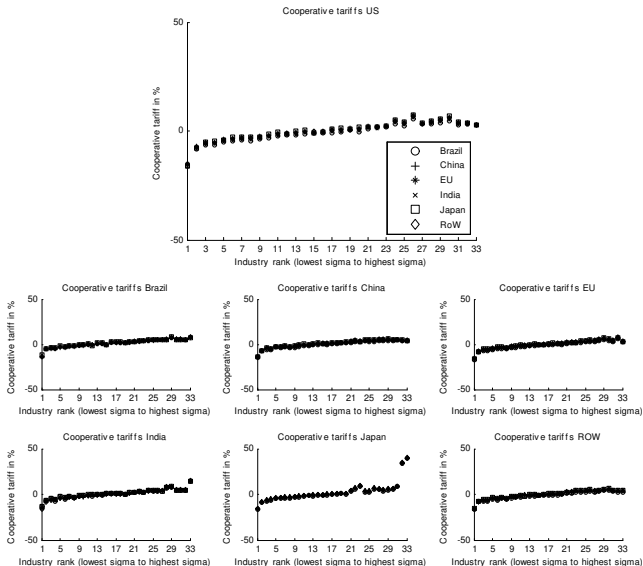 Cooperative tariffs US
50
0
-50
Cooperative tariff in %
1 3 5 7 9 11 13 15 17 19 21 23 25 27 29 31 33
Industry rank (lowest sigma to highest sigma)
Brazil
China
EU
India
Japan
RoW
Cooperative tariffs Brazil
50
0
-50
Cooperative tariff in %
1 5 9 13 17 21 25 29 33
Industry rank (lowest sigma to highest sigma)
Cooperative tariffs China
50
0
-50
Cooperative tariff in %
1 5 9 13 17 21 25 29 33
Industry rank (lowest sigma to highest sigma)
Cooperative tariffs EU
50
0
-50
Cooperative tariff in %
1 5 9 13 17 21 25 29 33
Industry rank (lowest sigma to highest sigma)
Cooperative tariffs India
50
0
-50
Cooperative tariff in %
1 5 9 13 17 21 25 29 33
Industry rank (lowest sigma to highest sigma)
Cooperative tariffs Japan
50
0
-50
Cooperative tariff in %
1 5 9 13 17 21 25 29 33
Industry rank (lowest sigma to highest sigma)
Cooperative tariffs ROW
50
0
-50
Cooperative tariff in %
1 5 9 13 17 21 25 29 33
Industry rank (lowest sigma to highest sigma)